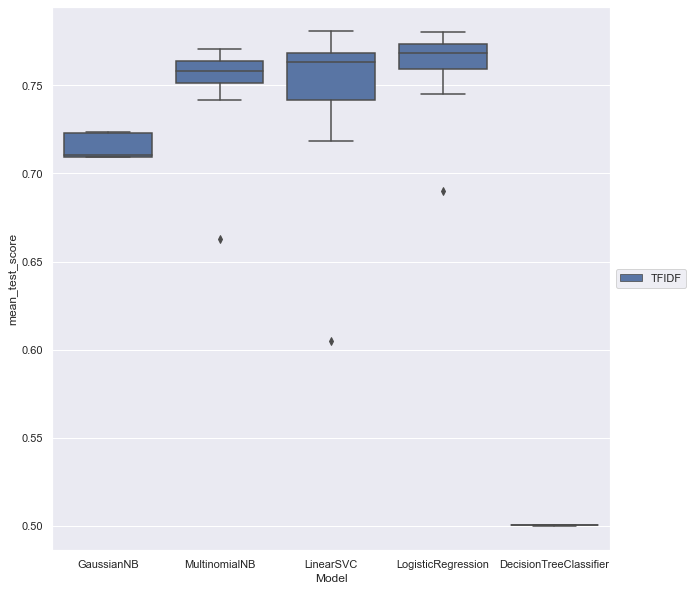 mean_test_score
0.75
0.70
0.65
0.60
0.55
0.50
GaussianNB
MultinomialNB
LinearSVC
LogisticRegression
DecisionTreeClassifier
Model
TFIDF